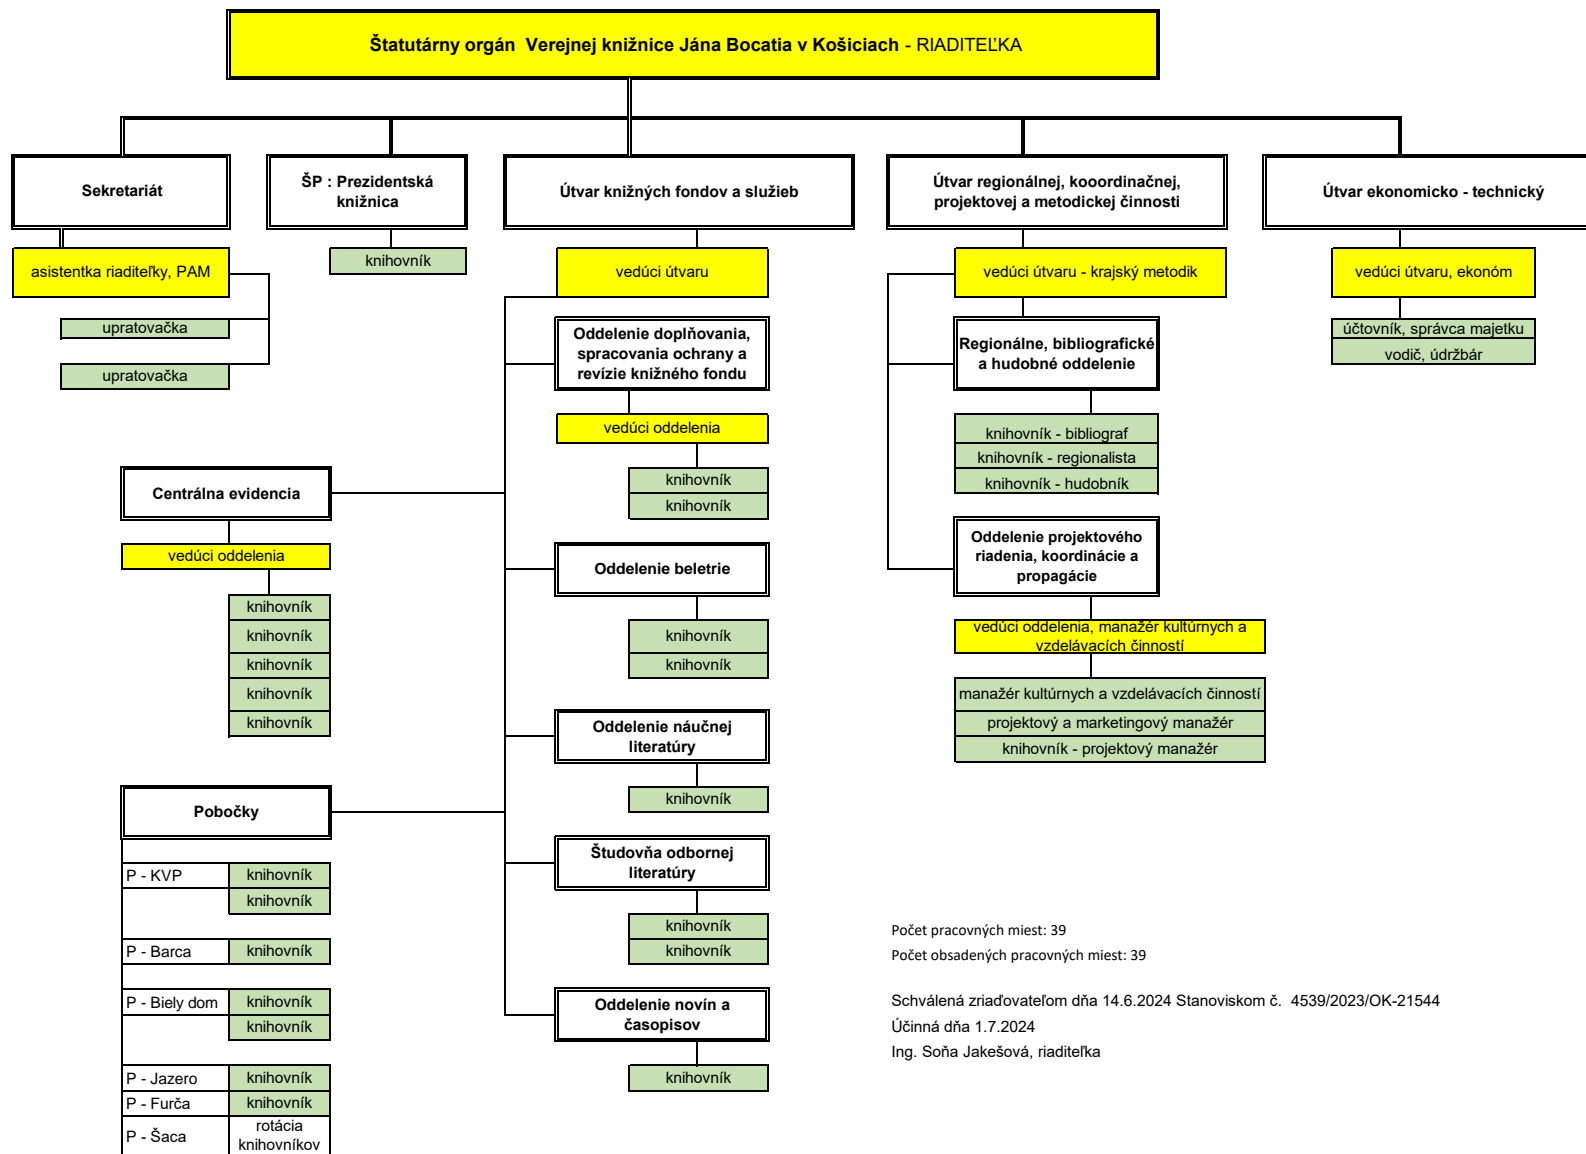 Štatutárny orgán  Verejnej knižnice Jána Bocatia v Košiciach - RIADITEĽKA
Sekretariát
ŠP : Prezidentská
knižnica
Útvar knižných fondov a služieb
Útvar regionálnej, kooordinačnej,
projektovej a metodickej činnosti
Útvar ekonomicko - technický
asistentka riaditeľky, PAM
upratovačka
upratovačka
knihovník
vedúci útvaru
Oddelenie doplňovania,
spracovania ochrany a
revízie knižného fondu
vedúci oddelenia
knihovník
knihovník
Centrálna evidencia
vedúci oddelenia
knihovník
knihovník
knihovník
knihovník
knihovník
Oddelenie beletrie
knihovník
knihovník
Oddelenie náučnej
literatúry
knihovník
Študovňa odbornej
literatúry
knihovník
knihovník
Oddelenie novín a
časopisov
knihovník
Pobočky
P - KVP knihovník
knihovník
P - Barca knihovník
P - Biely dom knihovník
knihovník
P - Jazero knihovník
P - Furča knihovník
P - Šaca rotácia
knihovníkov
vedúci útvaru - krajský metodik
Regionálne, bibliografické
a hudobné oddelenie
knihovník - bibliograf
knihovník - regionalista
knihovník - hudobník
Oddelenie projektového
riadenia, koordinácie a
propagácie
vedúci oddelenia, manažér kultúrnych a
vzdelávacích činností
manažér kultúrnych a vzdelávacích činností
projektový a marketingový manažér
knihovník - projektový manažér
vedúci útvaru, ekonóm
účtovník, správca majetku
vodič, údržbár
Počet pracovných miest: 39
Počet obsadených pracovných miest: 39
Schválená zriaďovateľom dňa 14.6.2024 Stanoviskom č.  4539/2023/OK-21544
Účinná dňa 1.7.2024
Ing. Soňa Jakešová, riaditeľka